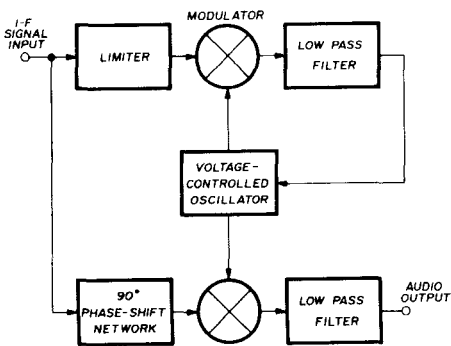 I-F
SIGNAL
INPUT
LIMITER
MODULATOR
LOW PASS
FILTER
VOLTAGE-
CONTROLLED
OSCILLATOR
90°
PHASE-SHIFT
NETWORK
LOW PASS
FILTER
AUDIO
OUTPUT